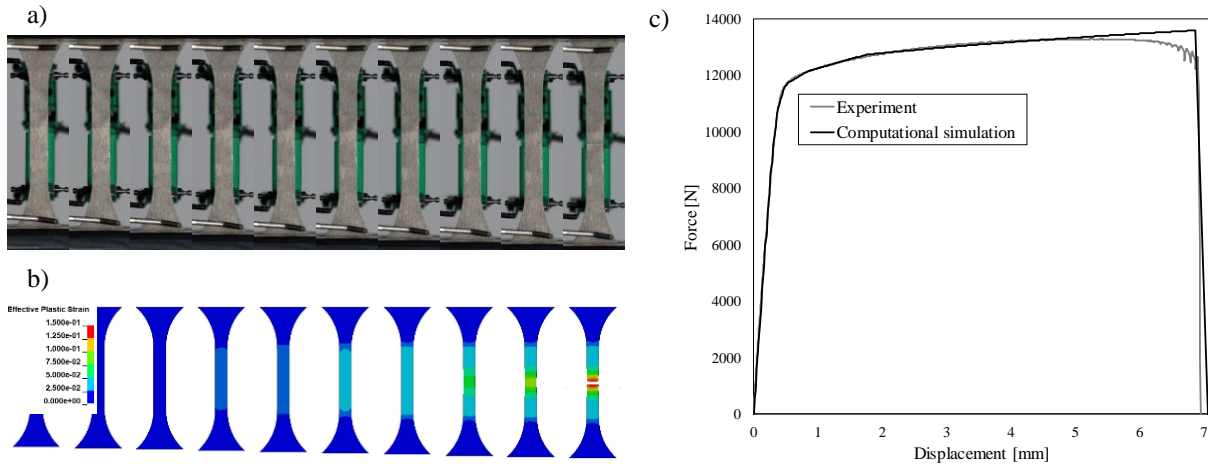 a)
b)
Effective Plastic Strain
1.500e-01
1.250e-01
1.000e-01
7.500e-02
5.000e-02
2.500e-02
0.000e+00
c)
14000
12000
10000
8000
6000
4000
2000
0
Force [N]
Experiment
Computational simulation
0 1 2 3 4 5 6 7
Displacement [mm]